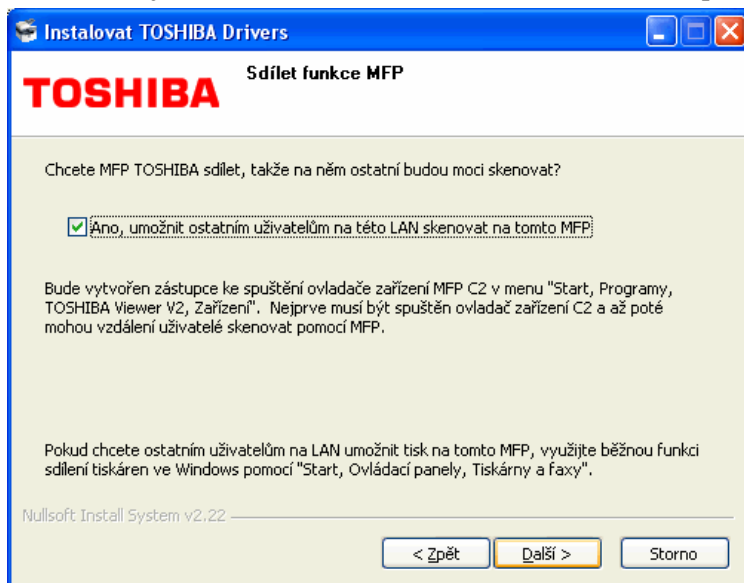 Instalovat TOSHIBA Drivers
TOSHIBA
Sdílet funkce MFP
Chcete MFP TOSHIBA sdílet, takže na něm ostatní budou moci skenovat?
Ano, umožnit ostatním uživatelům na této LAN skenovat na tomto MFP
Bude vytvořen zástupce ke spuštění ovladače zařízení MFP C2 v menu "Start, Programy,
TOSHIBA Viewer V2, Zařízení". Nejprve musí být spuštěn ovladač zařízení C2 a až poté
mohou vzdálení uživatelé skenovat pomocí MFP.
Pokud chcete ostatním uživatelům na LAN umožnit tisk na tomto MFP, využijte běžnou funkci
sdílení tiskáren ve Windows pomocí "Start, Ovládací panely, Tiskárny a faxy".
Nullsoft Install System v2.22
< Zpět
Další >
Storno